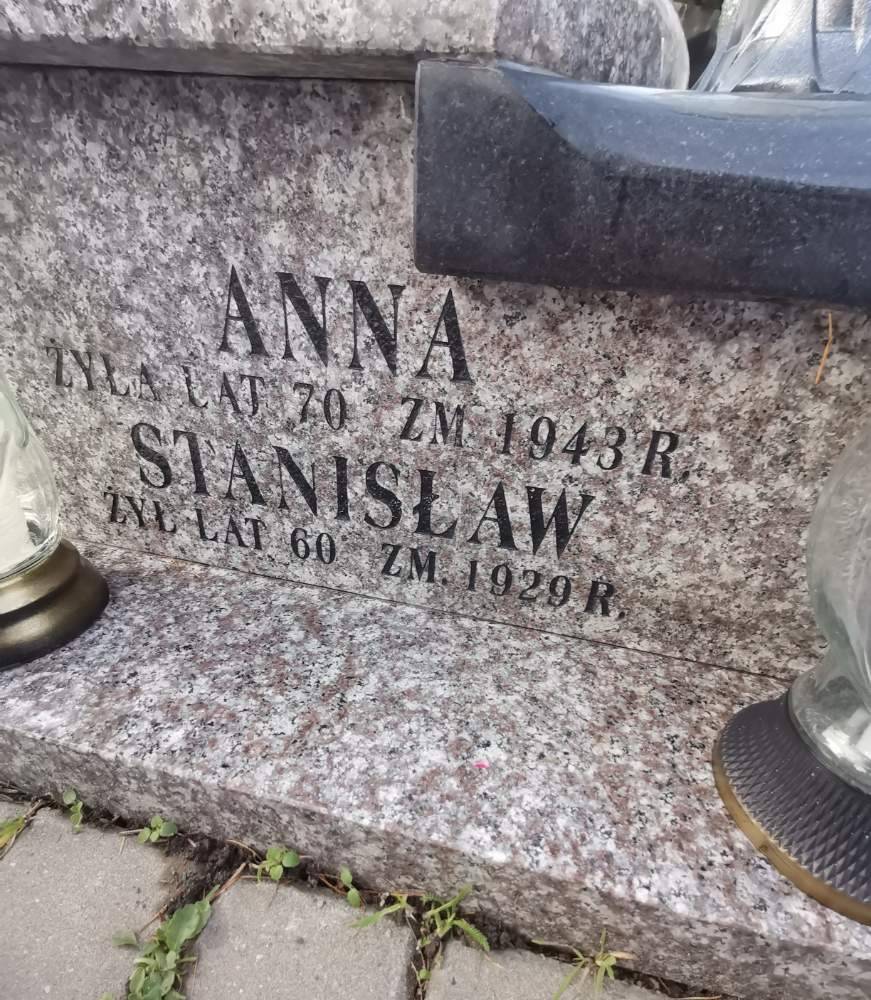 ANNA
ŻYŁA LAT 70 ZM 1943 R.
STANISŁAW
ŻYŁ LAT 60 ZM. 1929 R.